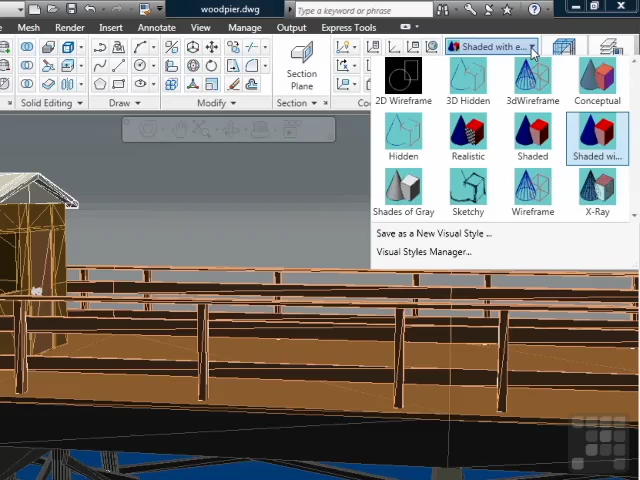 woodpier.dwg
Type a keyword or phrase
Mesh Render Insert Annotate View Manage Output Express Tools
Shaded with e...
Section
Plane
Solid Editing Draw Modify Section
2D Wireframe 3D Hidden 3dWireframe Conceptual
Hidden Realistic Shaded Shaded wi...
Shades of Gray Sketchy Wireframe X-Ray
Save as a New Visual Style ...
Visual Styles Manager...